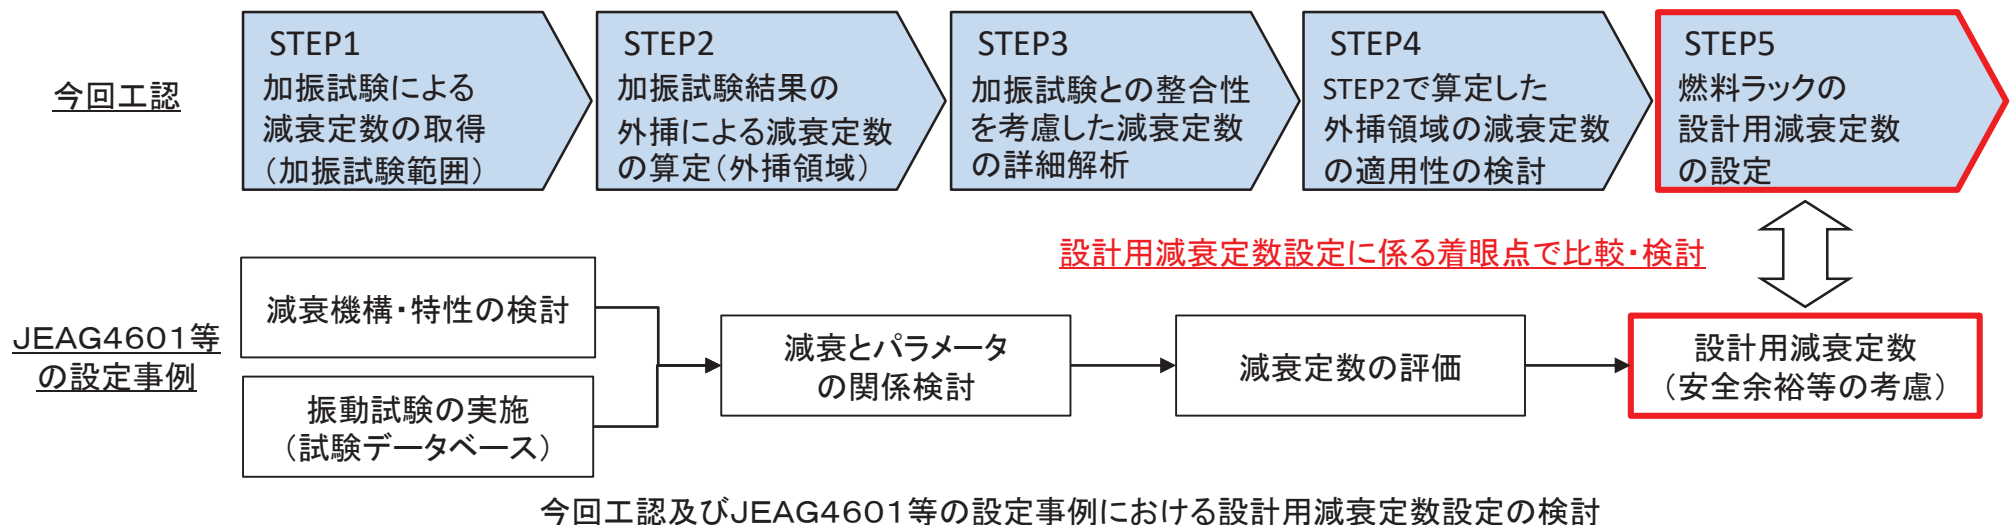 今回工認
STEP1
加振試験による
減衰定数の取得
（加振試験範囲）
STEP2
加振試験結果の
外挿による減衰定数
の算定（外挿領域）
STEP3
加振試験との整合性
を考慮した減衰定数
の詳細解析
STEP4
STEP2で算定した
外挿領域の減衰定数
の適用性の検討
STEP5
燃料ラックの
設計用減衰定数
の設定
設計用減衰定数設定に係る着眼点で比較・検討
JEAG4601等
の設定事例
減衰機構・特性の検討
振動試験の実施
（試験データベース）
減衰とパラメータ
の関係検討
減衰定数の評価
設計用減衰定数
（安全余裕等の考慮）
今回工認及びJEAG4601等の設定事例における設計用減衰定数設定の検討